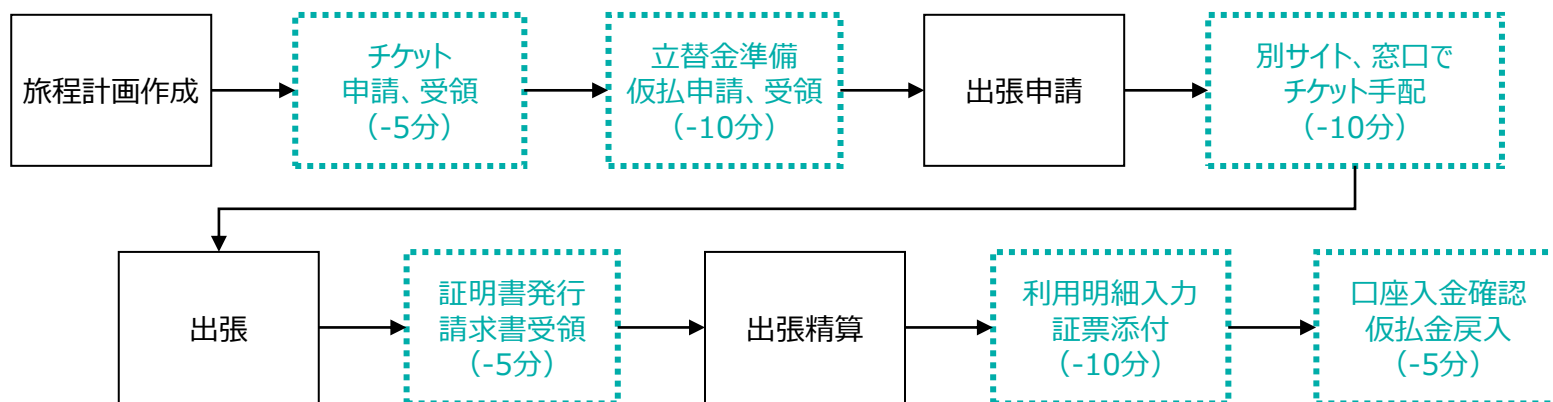 旅程計画作成
チケット
申請、受領
（-5分）
立替金準備
仮払申請、受領
（-10分）
出張申請
別サイト、窓口で
チケット手配
（-10分）
出張
証明書発行
請求書受領
（-5分）
出張精算
利用明細入力
証票添付
（-10分）
口座入金確認
仮払金戻入
（-5分）